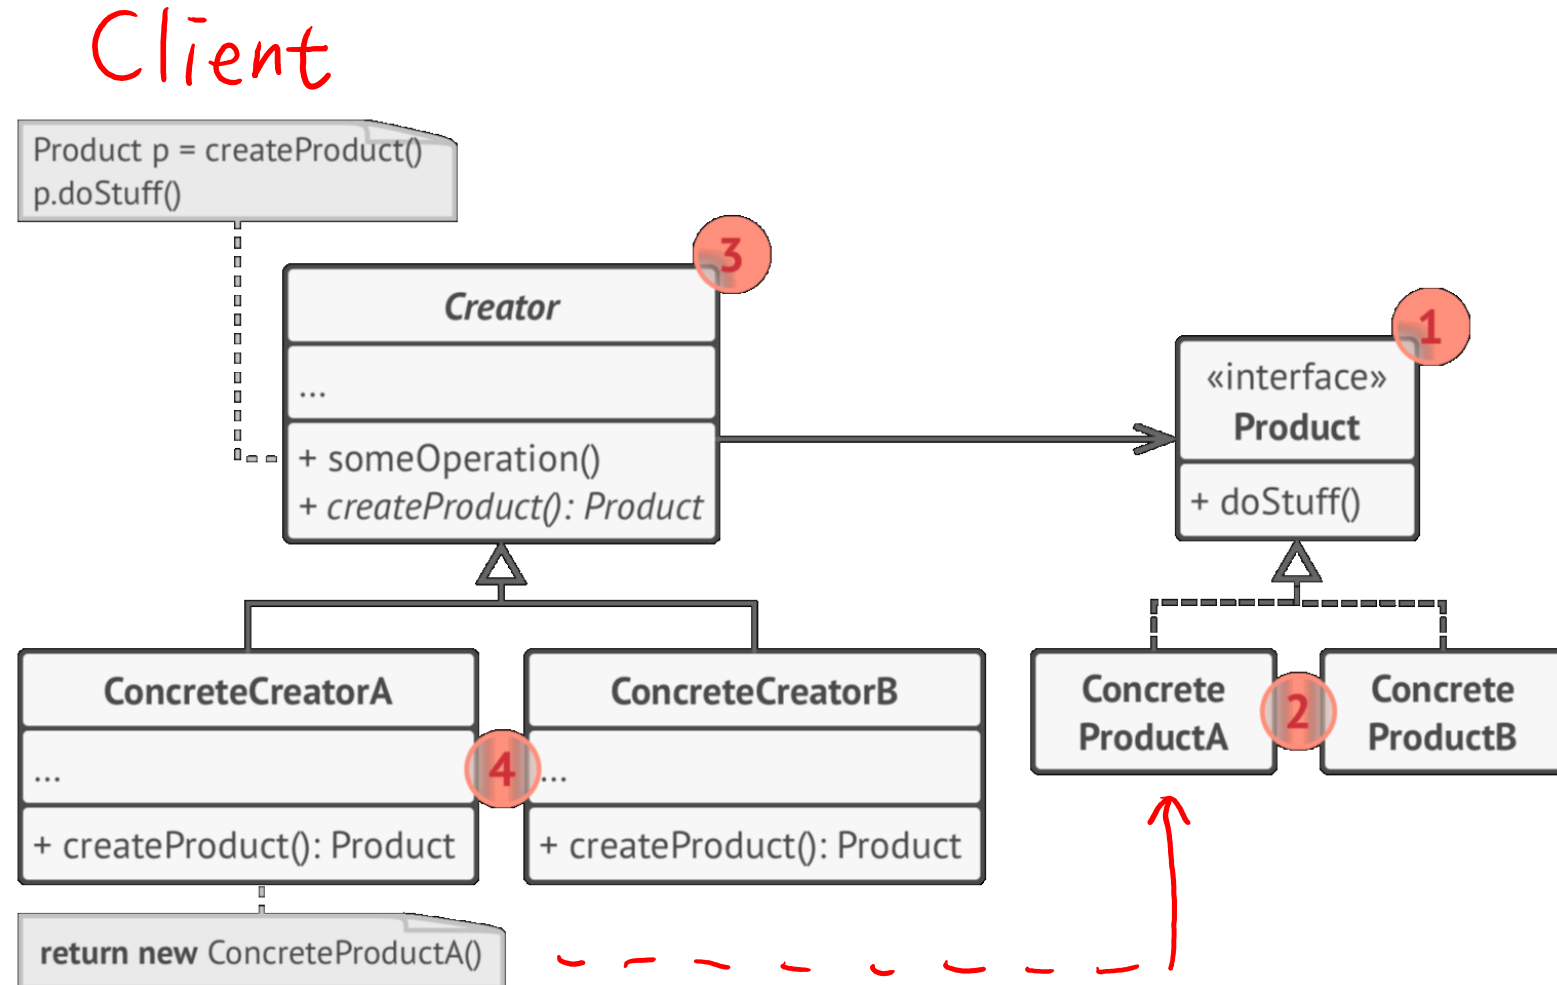 Client
Product p = createProduct()
p.doStuff()
3
Creator
...
+ someOperation()
+ createProduct(): Product
1
«interface»
Product
+ doStuff()
ConcreteCreatorA
...
+ createProduct(): Product
4
ConcreteCreatorB
...
+ createProduct(): Product
Concrete
ProductA
2
Concrete
ProductB
return new ConcreteProductA()